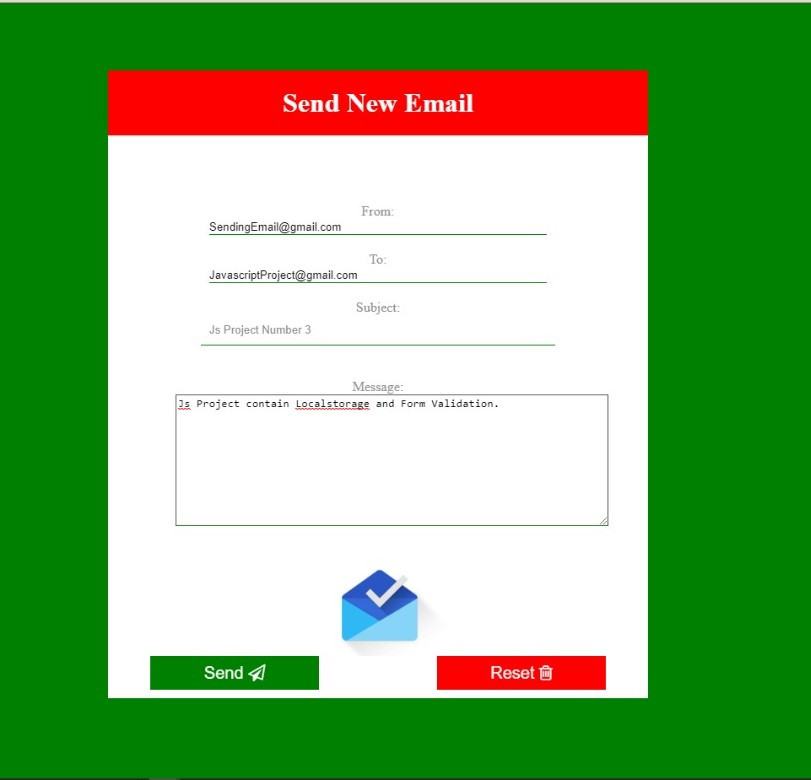 Send New Email
From:
SendingEmail@gmail.com
To:
JavascriptProject@gmail.com
Subject:
Js Project Number 3
Message:
Js Project contain Localstorage and Form Validation.
Send
Reset